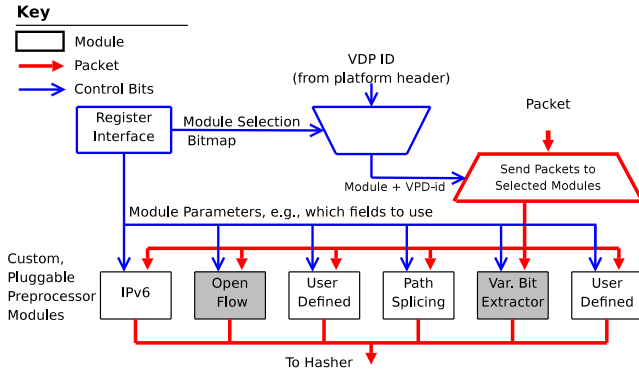 Key
Module
Packet
Control Bits
VDP ID
(from platform header)
Register
Interface
Module Selection
Bitmap
Packet
Module + VPD-id
Send Packets to
Selected Modules
Module Parameters, e.g., which fields to use
Custom,
Pluggable
Preprocessor
Modules
IPv6
Open
Flow
User
Defined
Path
Splicing
Var. Bit
Extractor
User
Defined
To Hasher